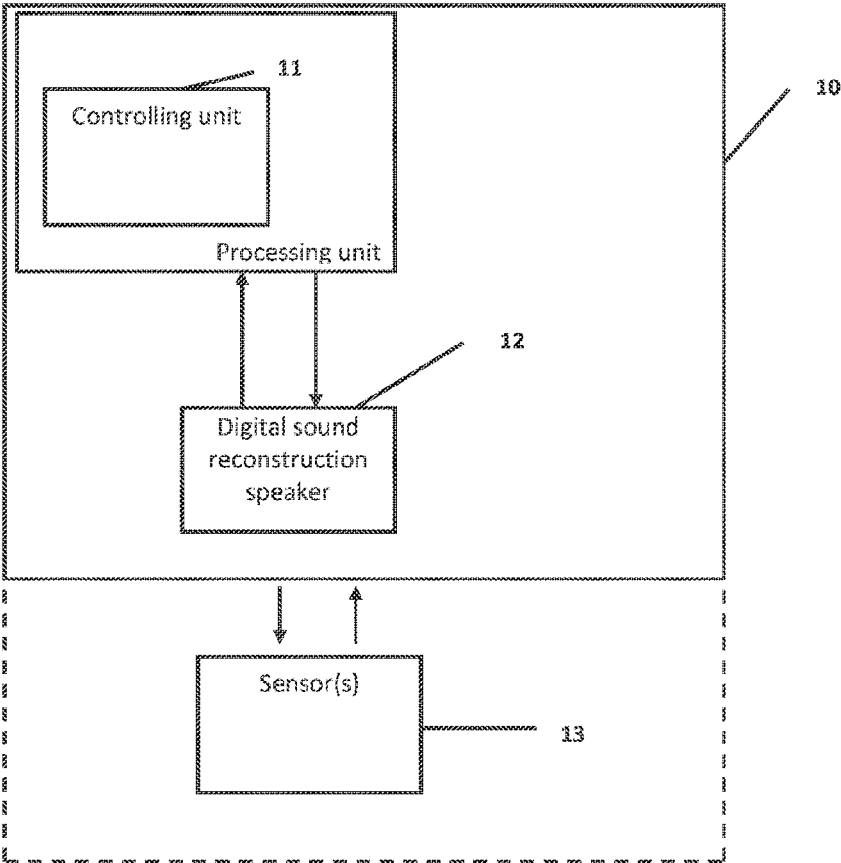 11
10
Controlling unit
Processing unit
12
Digital sound
reconstruction
speaker
Sensor(s)
13